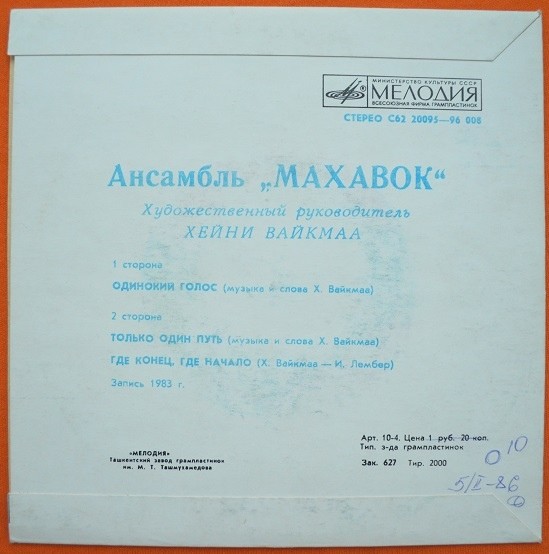 МИНИСТЕРСТВО КУЛЬТУРЫ СССР
МЕЛОДИЯ
ВСЕСОЮЗНАЯ ФИРМА ГРАМПЛАСТИНОК
СТЕРЕО С62 20095—96 008
Ансамбль „МАХАВОК“
Художественный руководитель
ХЕЙНИ ВАЙКМАА
1 сторона
ОДИНОКИЙ ГОЛОС (музыка и слова Х. Вайкмаа)
2 сторона
ТОЛЬКО ОДИН ПУТЬ (музыка и слова Х. Вайкмаа)
ГДЕ КОНЕЦ, ГДЕ НАЧАЛО (Х. Вайкмаа — И. Лембер)
Запись 1983 г.
«МЕЛОДИЯ»
Ташкентский завод грампластинок
им. М. Т. Ташмухамедова
Арт. 10-4. Цена 1 руб. 20 коп.
Тип. з-да грампластинок
Зак. 627 Тир. 2000
0 10
5/II-86